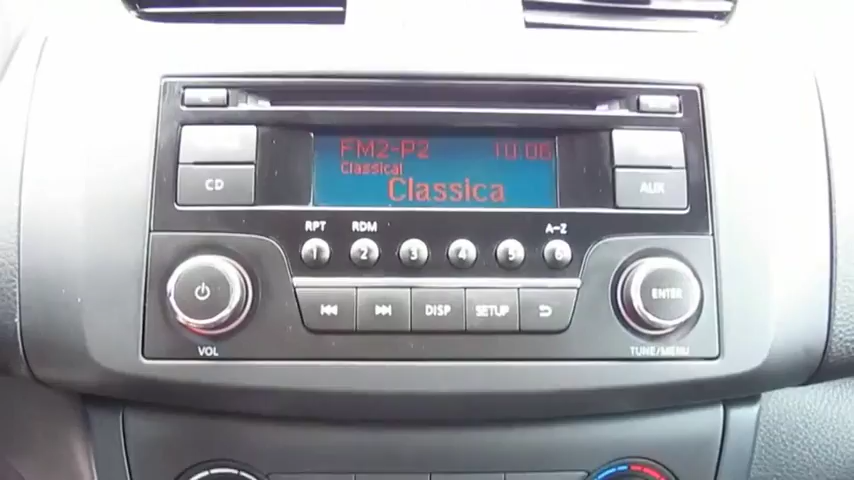 FM2-P2 10:06
Classical
Classica
CD AUX
RPT RDM A-Z
1 2 3 4 5 6
DISP SETUP
ENTER
VOL TUNE/MENU